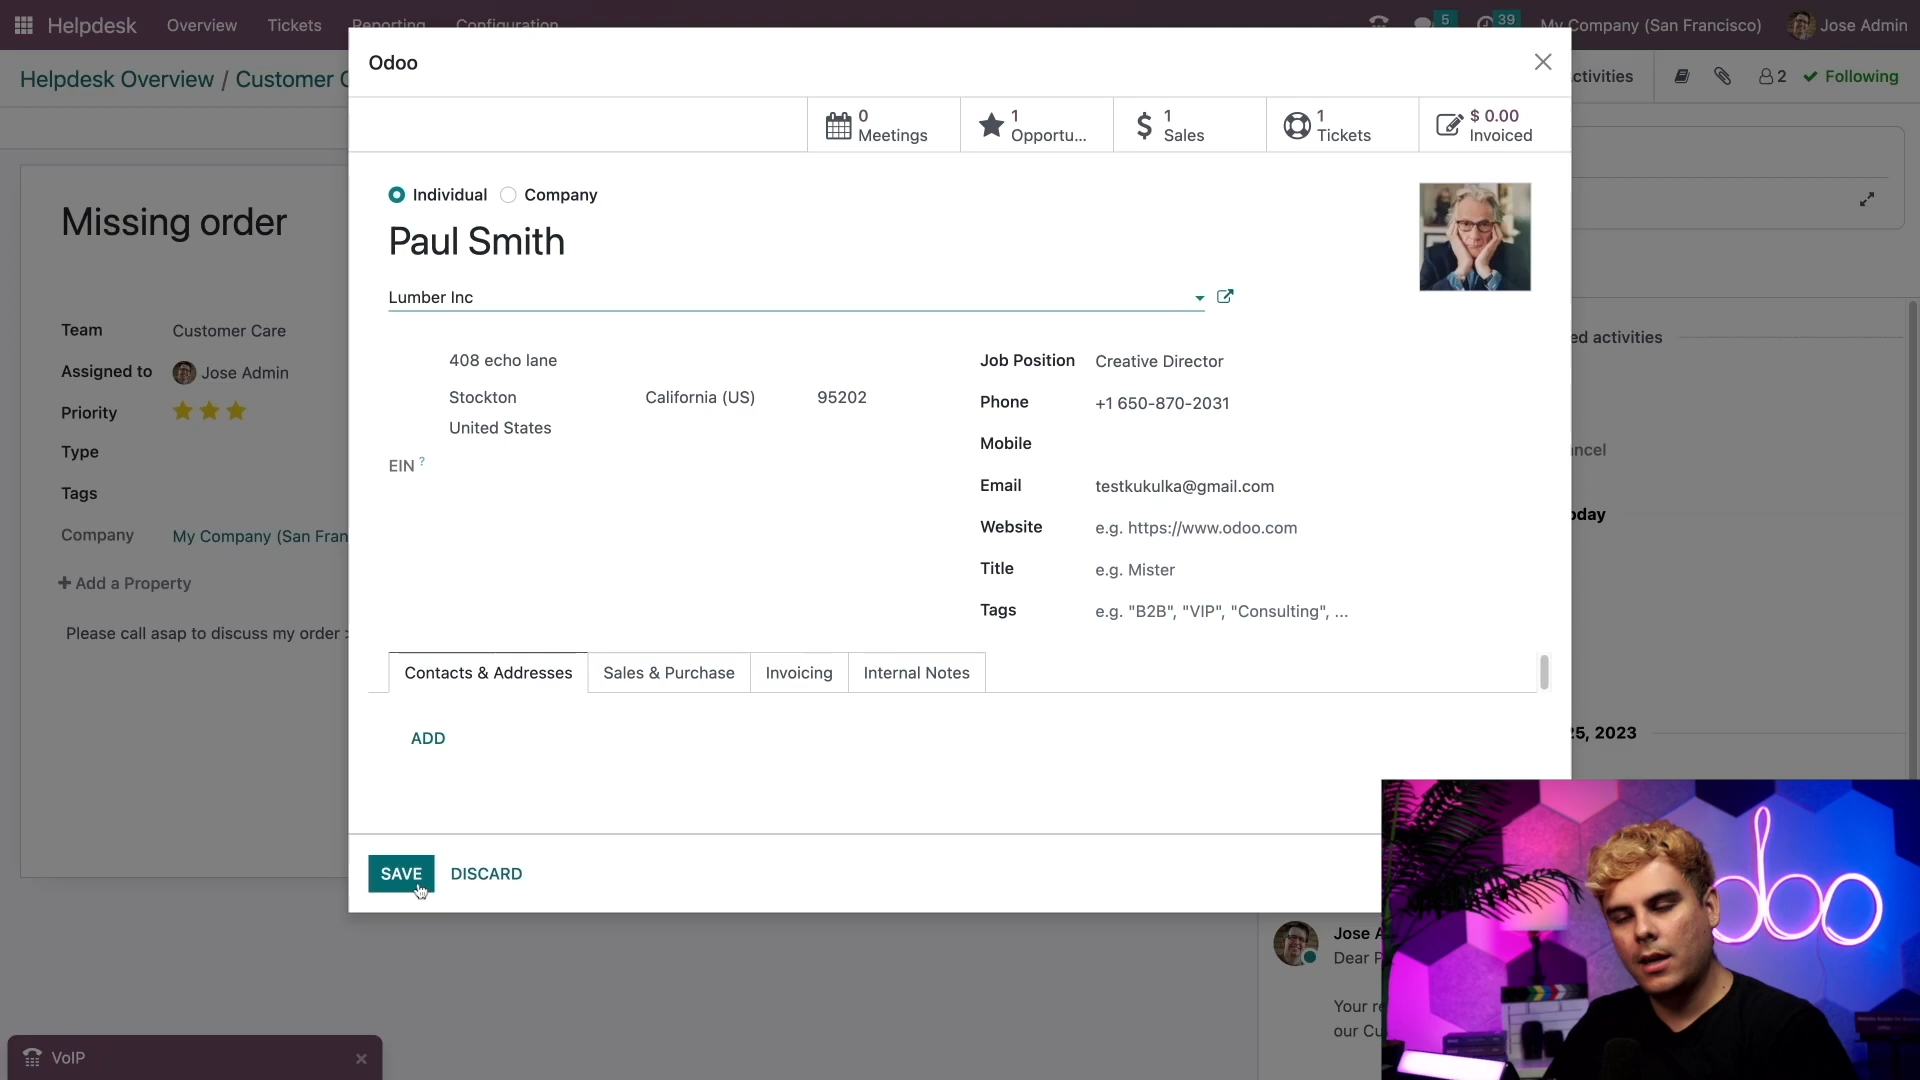 Helpdesk Overview Tickets Reporting Configuration 5 39 My Company (San Francisco) Jose Admin
Helpdesk Overview / Customer
Activities 2 Following
Odoo
0 Meetings
1 Opportu...
1 Sales
1 Tickets
$ 0.00 Invoiced
Individual Company
Paul Smith
Lumber Inc
408 echo lane
Stockton California (US) 95202
United States
EIN ?
Job Position Creative Director
Phone +1 650-870-2031
Mobile
Email testkukulka@gmail.com
Website e.g. https://www.odoo.com
Title e.g. Mister
Tags e.g. "B2B", "VIP", "Consulting", ...
Contacts & Addresses Sales & Purchase Invoicing Internal Notes
ADD
SAVE DISCARD
Missing order
Team Customer Care
Assigned to Jose Admin
Priority
Type
Tags
Company My Company (San Fran
Add a Property
Please call asap to discuss my order :
ed activities
ncel
oday
25, 2023
Jose A
Dear P
Your re
our Cu
VoIP
odoo